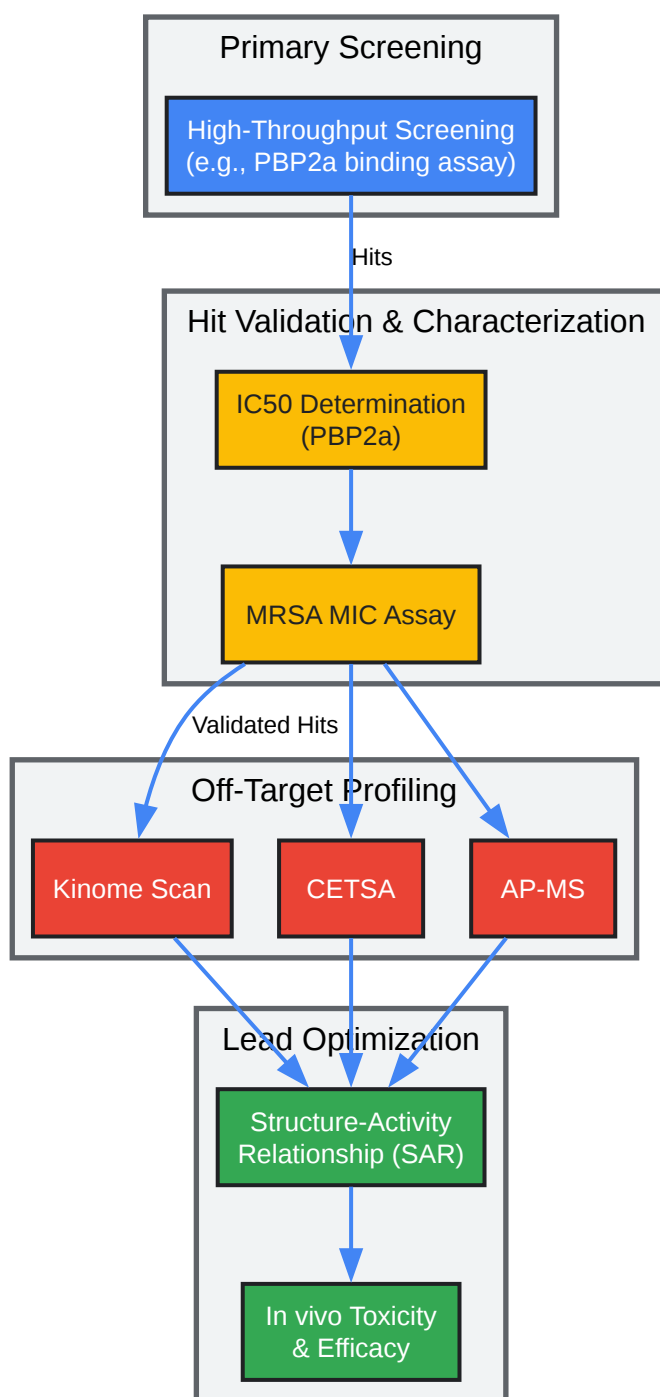 Primary Screening
High-Throughput Screening
(e.g., PBP2a binding assay)
Hits
Hit Validation & Characterization
IC50 Determination
(PBP2a)
MRSA MIC Assay
Validated Hits
Off-Target Profiling
Kinome Scan
CETSA
AP-MS
Lead Optimization
Structure-Activity
Relationship (SAR)
In vivo Toxicity
& Efficacy